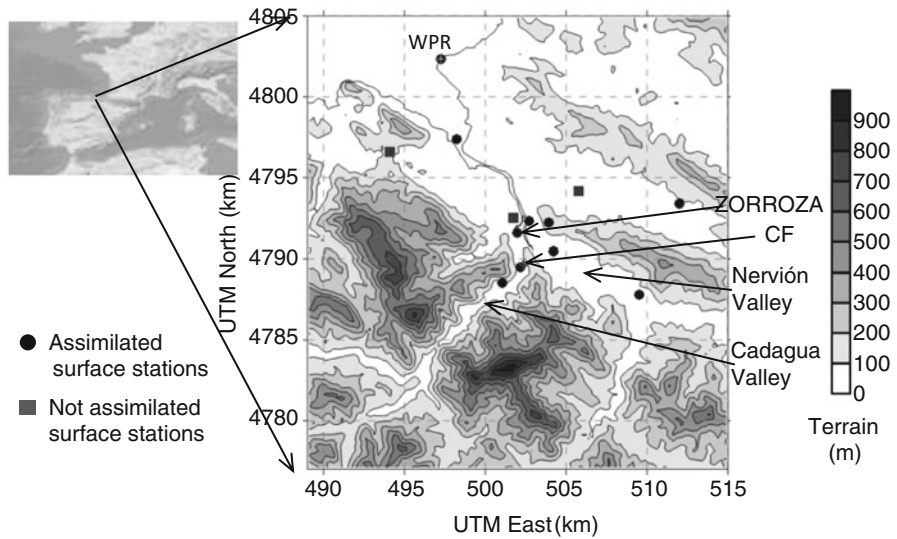 4805
4800
4795
4790
4785
4780
UTM North (km)
490 495 500 505 510 515
UTM East (km)
WPR
ZORROZA
CF
Nervión
Valley
Cadagua
Valley
Assimilated
surface stations
Not assimilated
surface stations
900
800
700
600
500
400
300
200
100
0
Terrain
(m)